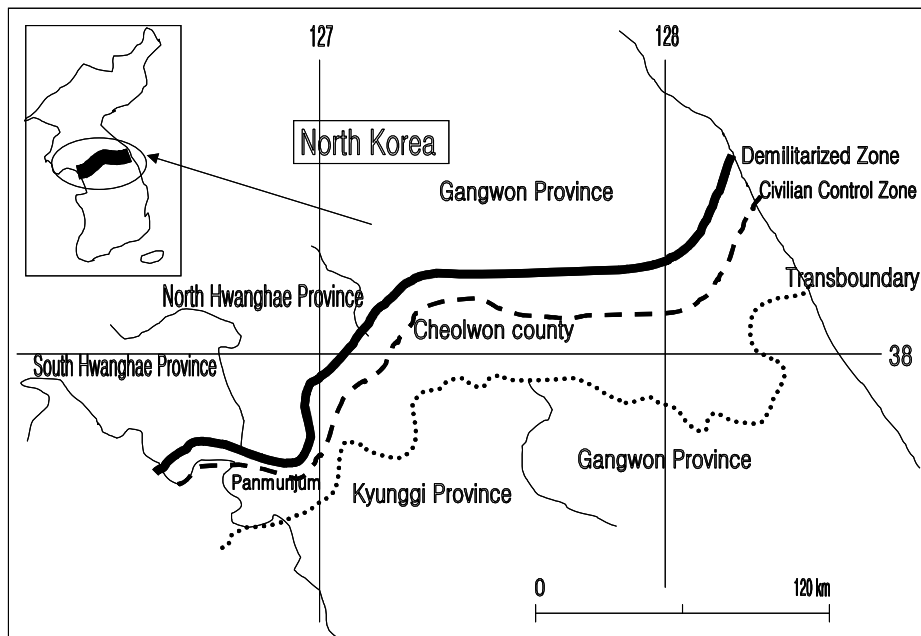 127
128
North Korea
Demilitarized Zone
Gangwon Province
Civilian Control Zone
Transboundary
North Hwanghae Province
Cheolwon county
38
South Hwanghae Province
Gangwon Province
Panmunjum
Kyunggi Province
0
120 km